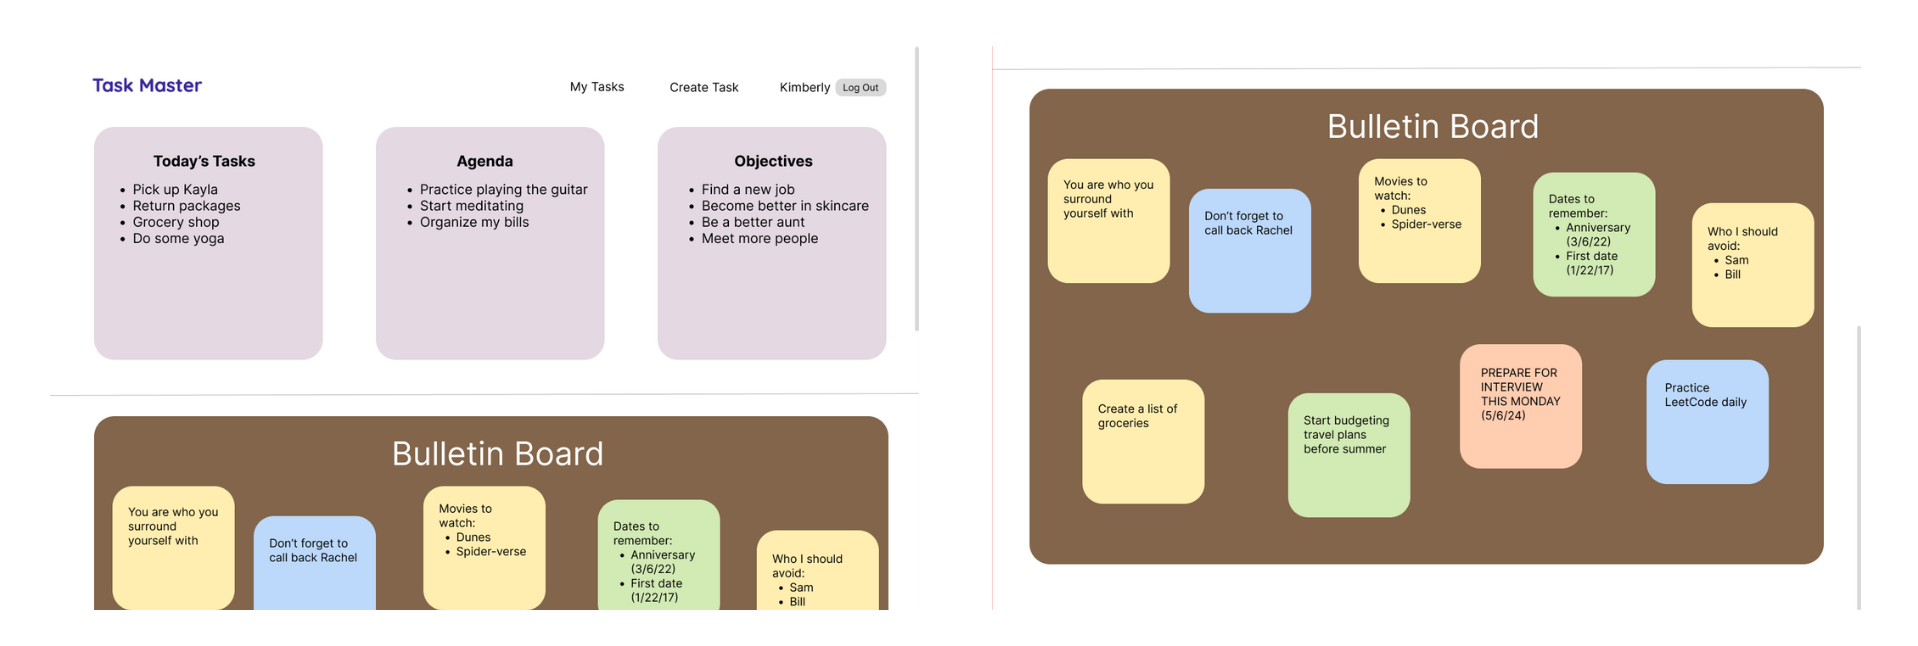 Task Master
My Tasks
Create Task
Kimberly
Log Out
Today's Tasks
• Pick up Kayla
• Return packages
• Grocery shop
• Do some yoga
Agenda
• Practice playing the guitar
• Start meditating
• Organize my bills
Objectives
• Find a new job
• Become better in skincare
• Be a better aunt
• Meet more people
Bulletin Board
You are who you
surround
yourself with
Don't forget to
call back Rachel
Movies to
watch:
• Dunes
• Spider-verse
Dates to
remember:
• Anniversary
(3/6/22)
• First date
(1/22/17)
Who I should
avoid:
• Sam
• Bill
Bulletin Board
You are who you
surround
yourself with
Don't forget to
call back Rachel
Movies to
watch:
• Dunes
• Spider-verse
Dates to
remember:
• Anniversary
(3/6/22)
• First date
(1/22/17)
Who I should
avoid:
• Sam
• Bill
Create a list of
groceries
Start budgeting
travel plans
before summer
PREPARE FOR
INTERVIEW
THIS MONDAY
(5/6/24)
Practice
LeetCode daily